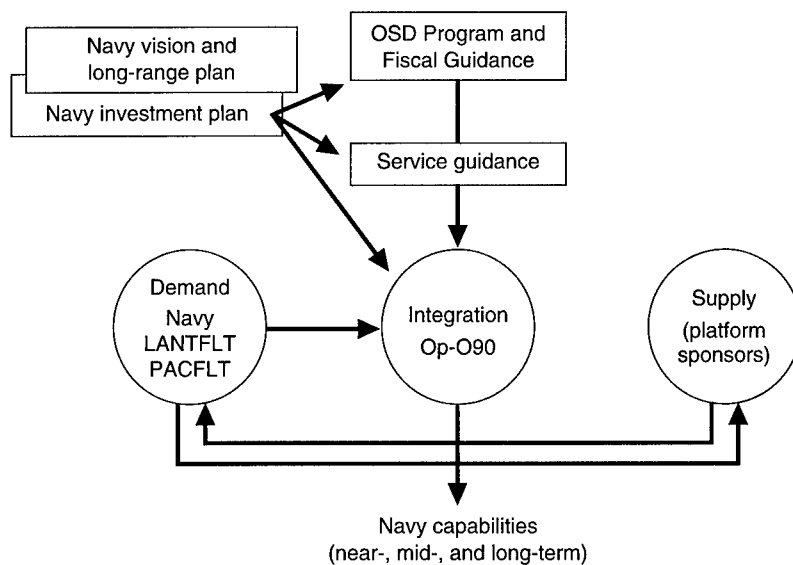 Navy vision and
long-range plan
Navy investment plan
OSD Program and
Fiscal Guidance
Service guidance
Demand
Navy
LANTFLT
PACFLT
Integration
Op-O90
Supply
(platform
sponsors)
Navy capabilities
(near-, mid-, and long-term)